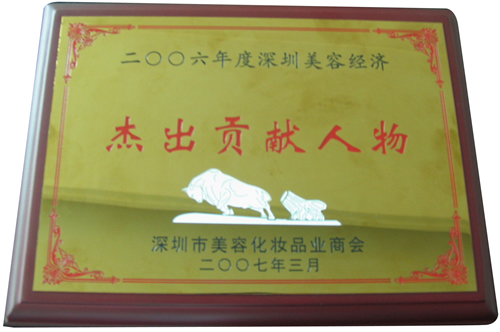 二〇〇六年度深圳美容经济
杰出贡献人物
深圳市美容化妆品业商会
二〇〇七年三月